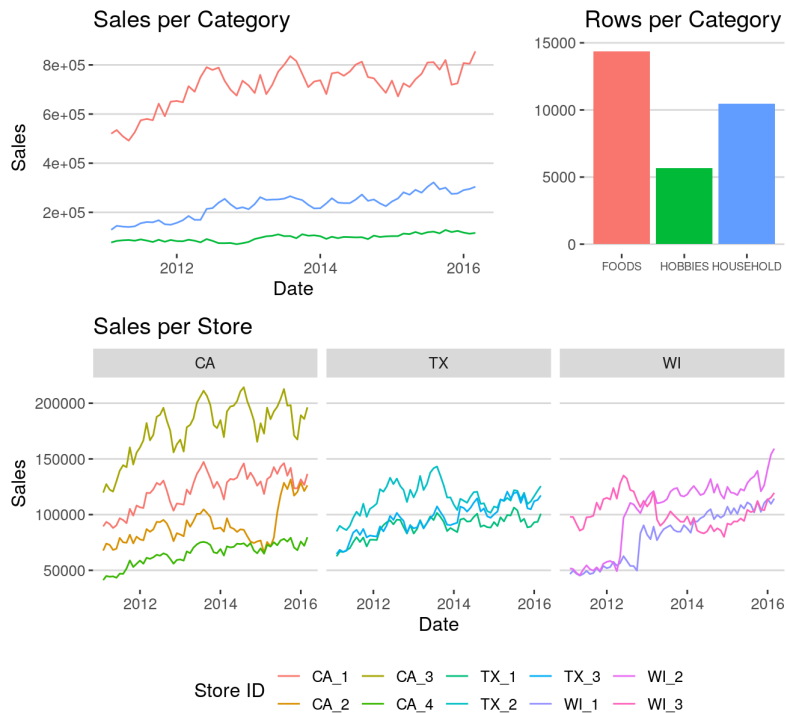 Sales per Category
Rows per Category
8e+05
6e+05
4e+05
2e+05
Sales
2012 2014 2016
Date
15000
10000
5000
0
FOODS HOBBIES HOUSEHOLD
Sales per Store
CA TX WI
200000
150000
100000
50000
Sales
2012 2014 2016 2012 2014 2016 2012 2014 2016
Date
Store ID
CA_1 CA_3 TX_1 TX_3 WI_2
CA_2 CA_4 TX_2 WI_1 WI_3